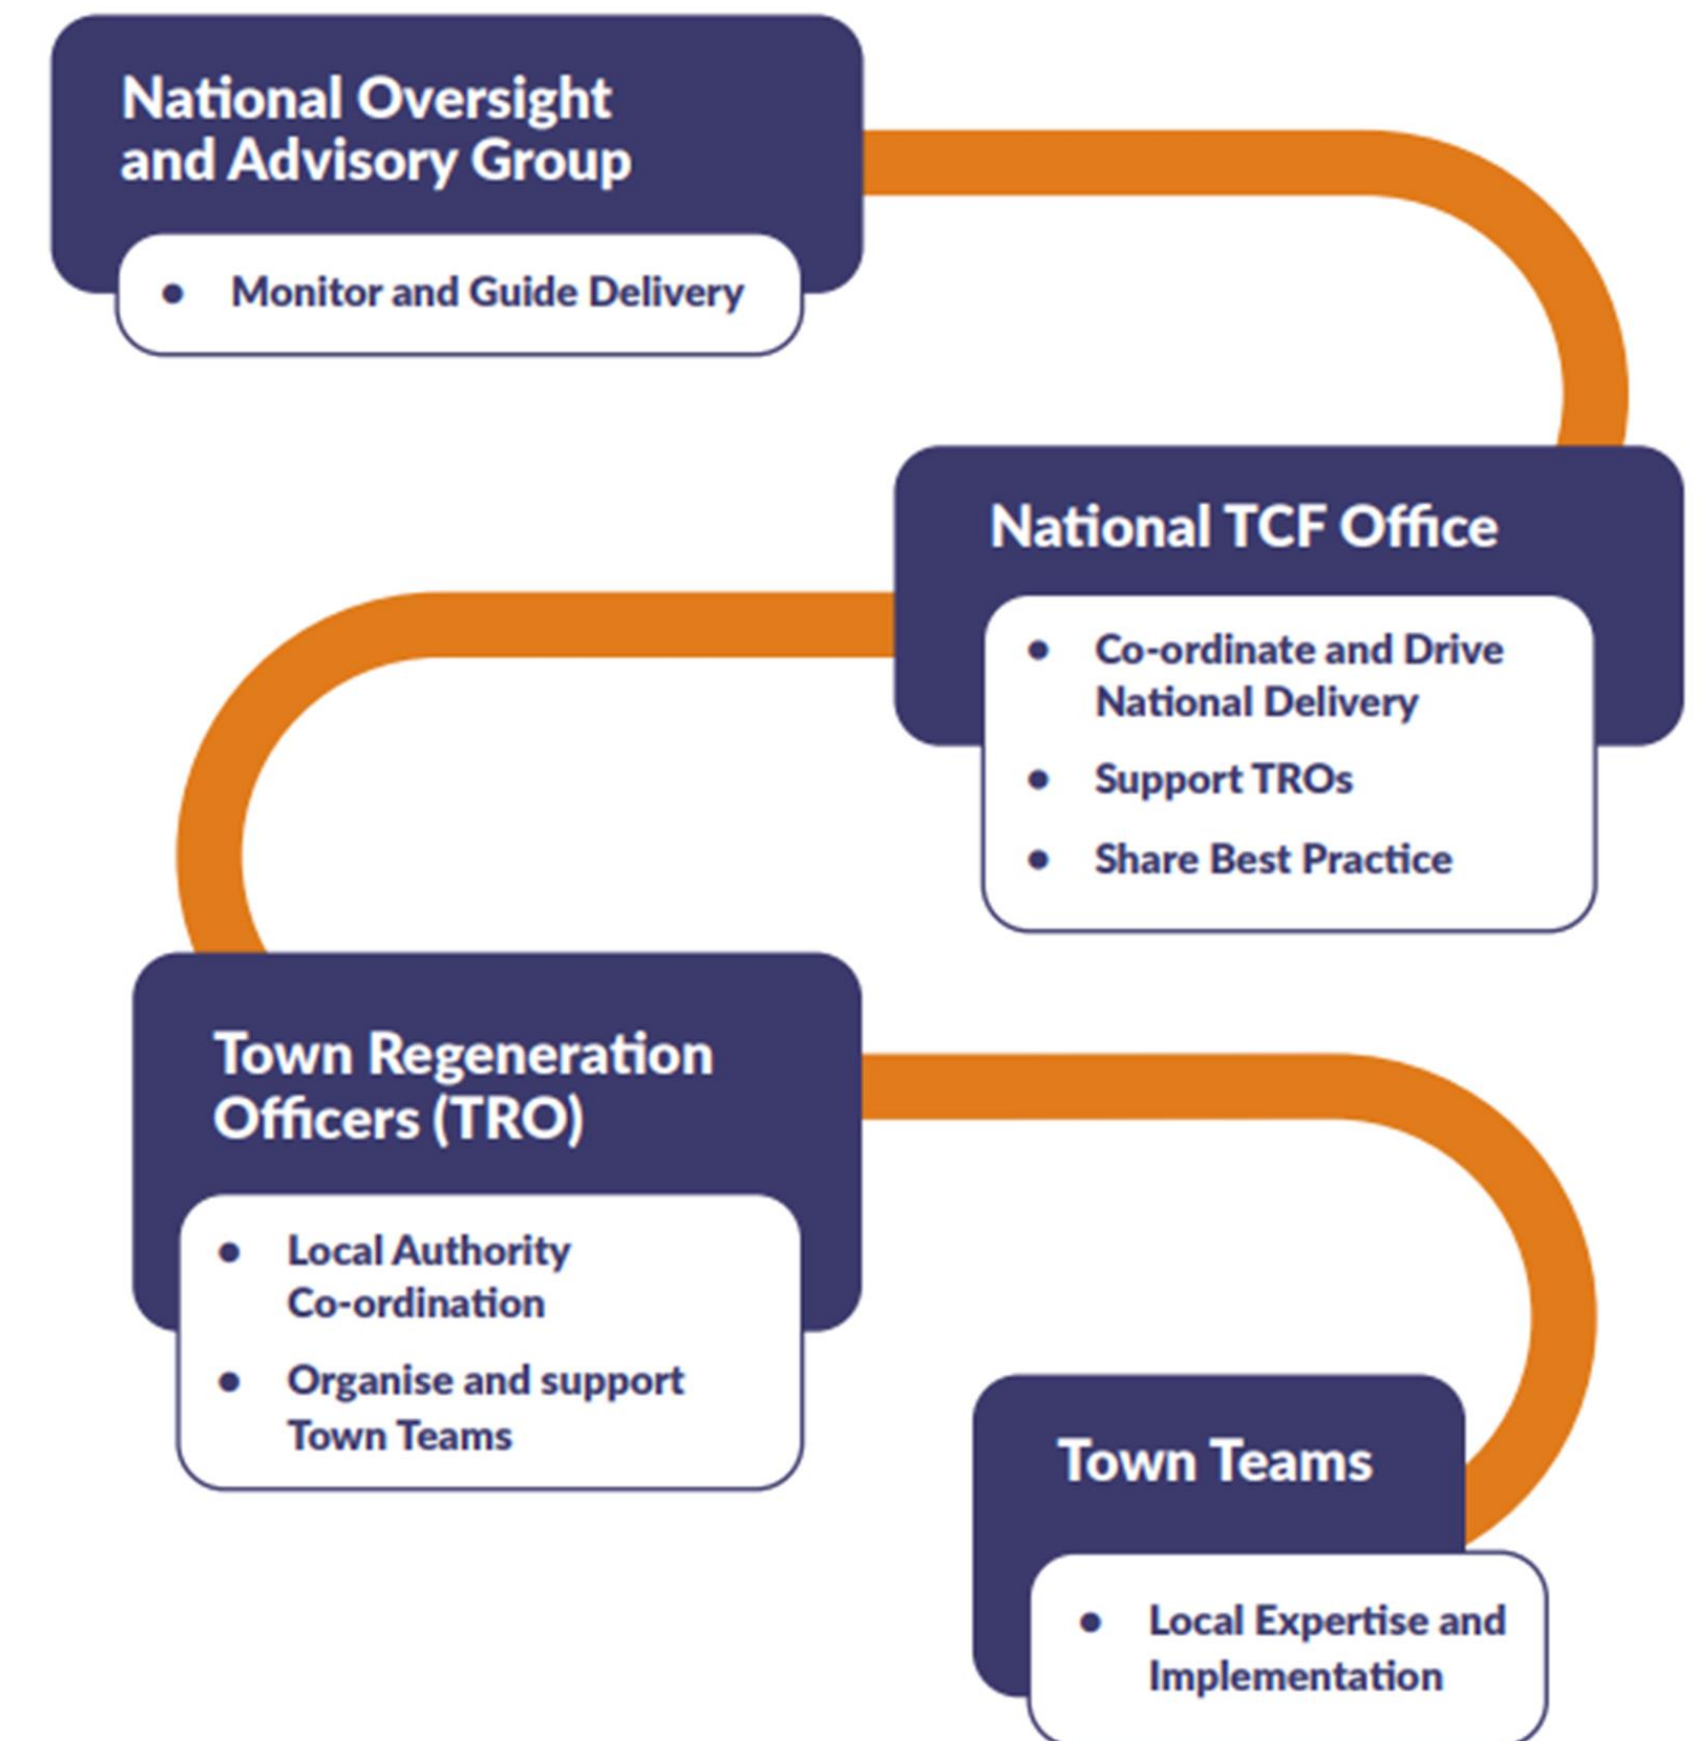 National Oversight
and Advisory Group
• Monitor and Guide Delivery
National TCF Office
• Co-ordinate and Drive
National Delivery
• Support TROs
• Share Best Practice
Town Regeneration
Officers (TRO)
• Local Authority
Co-ordination
• Organise and support
Town Teams
Town Teams
• Local Expertise and
Implementation